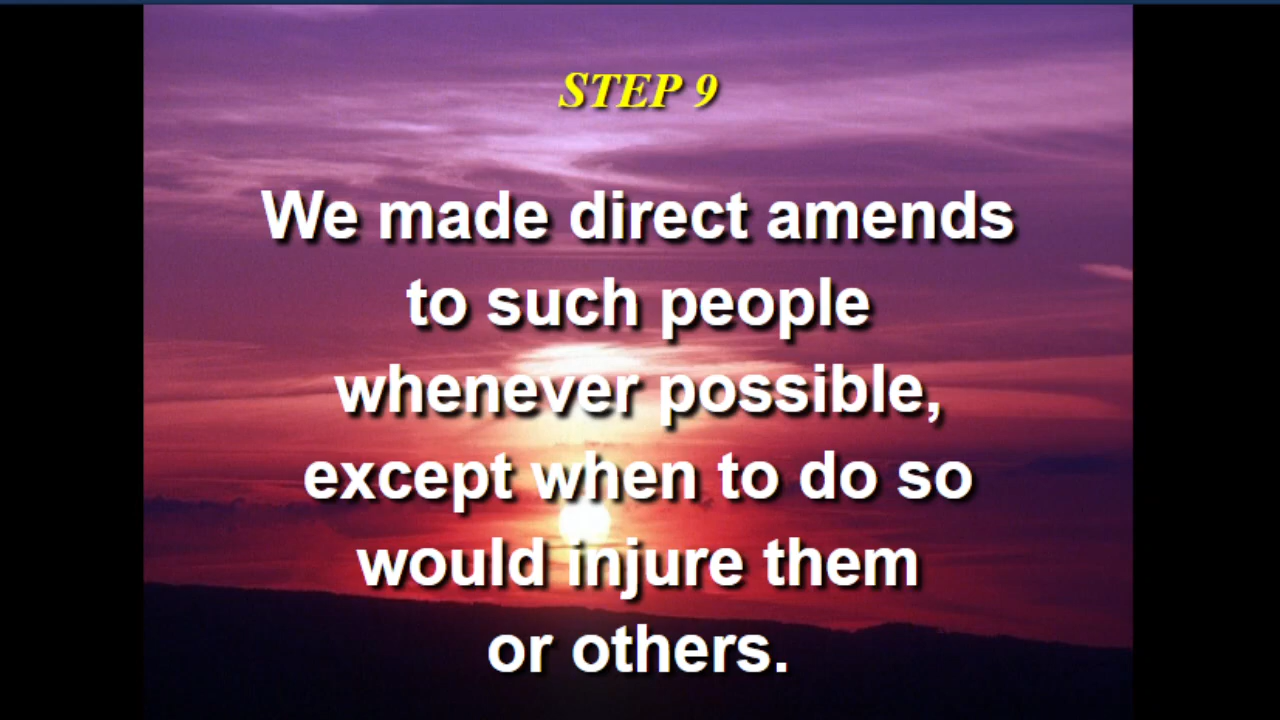 STEP 9
We made direct amends
to such people
whenever possible,
except when to do so
would injure them
or others.